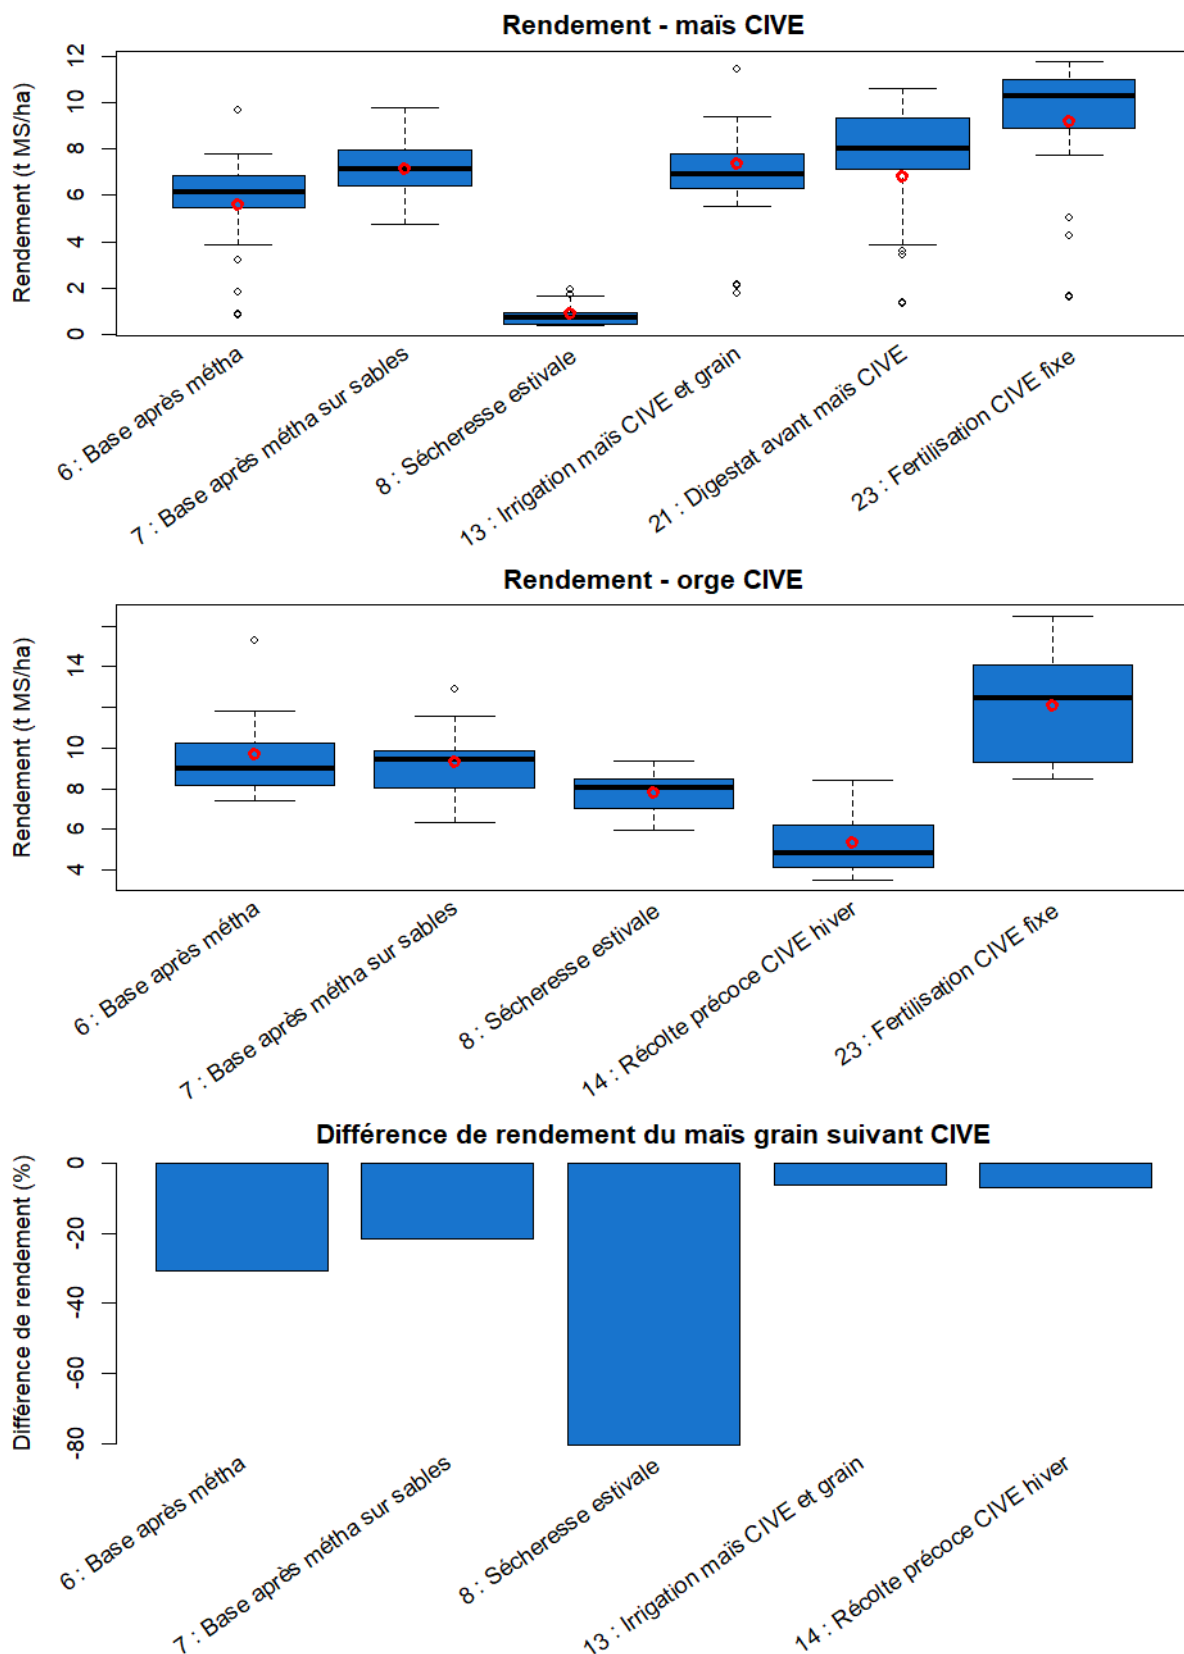 Rendement - maïs CIVE
Rendement (t MS/ha)
12
10
8
6
4
2
0
6 : Base après métha
7 : Base après métha sur sables
8 : Sécheresse estivale
13 : Irrigation maïs CIVE et grain
21 : Digestat avant maïs CIVE
23 : Fertilisation CIVE fixe
Rendement - orge CIVE
Rendement (t MS/ha)
14
10
8
6
4
6 : Base après métha
7 : Base après métha sur sables
8 : Sécheresse estivale
14 : Récolte précoce CIVE hiver
23 : Fertilisation CIVE fixe
Différence de rendement du maïs grain suivant CIVE
Différence de rendement (%)
0
-20
-40
-60
-80
6 : Base après métha
7 : Base après métha sur sables
8 : Sécheresse estivale
13 : Irrigation maïs CIVE et grain
14 : Récolte précoce CIVE hiver